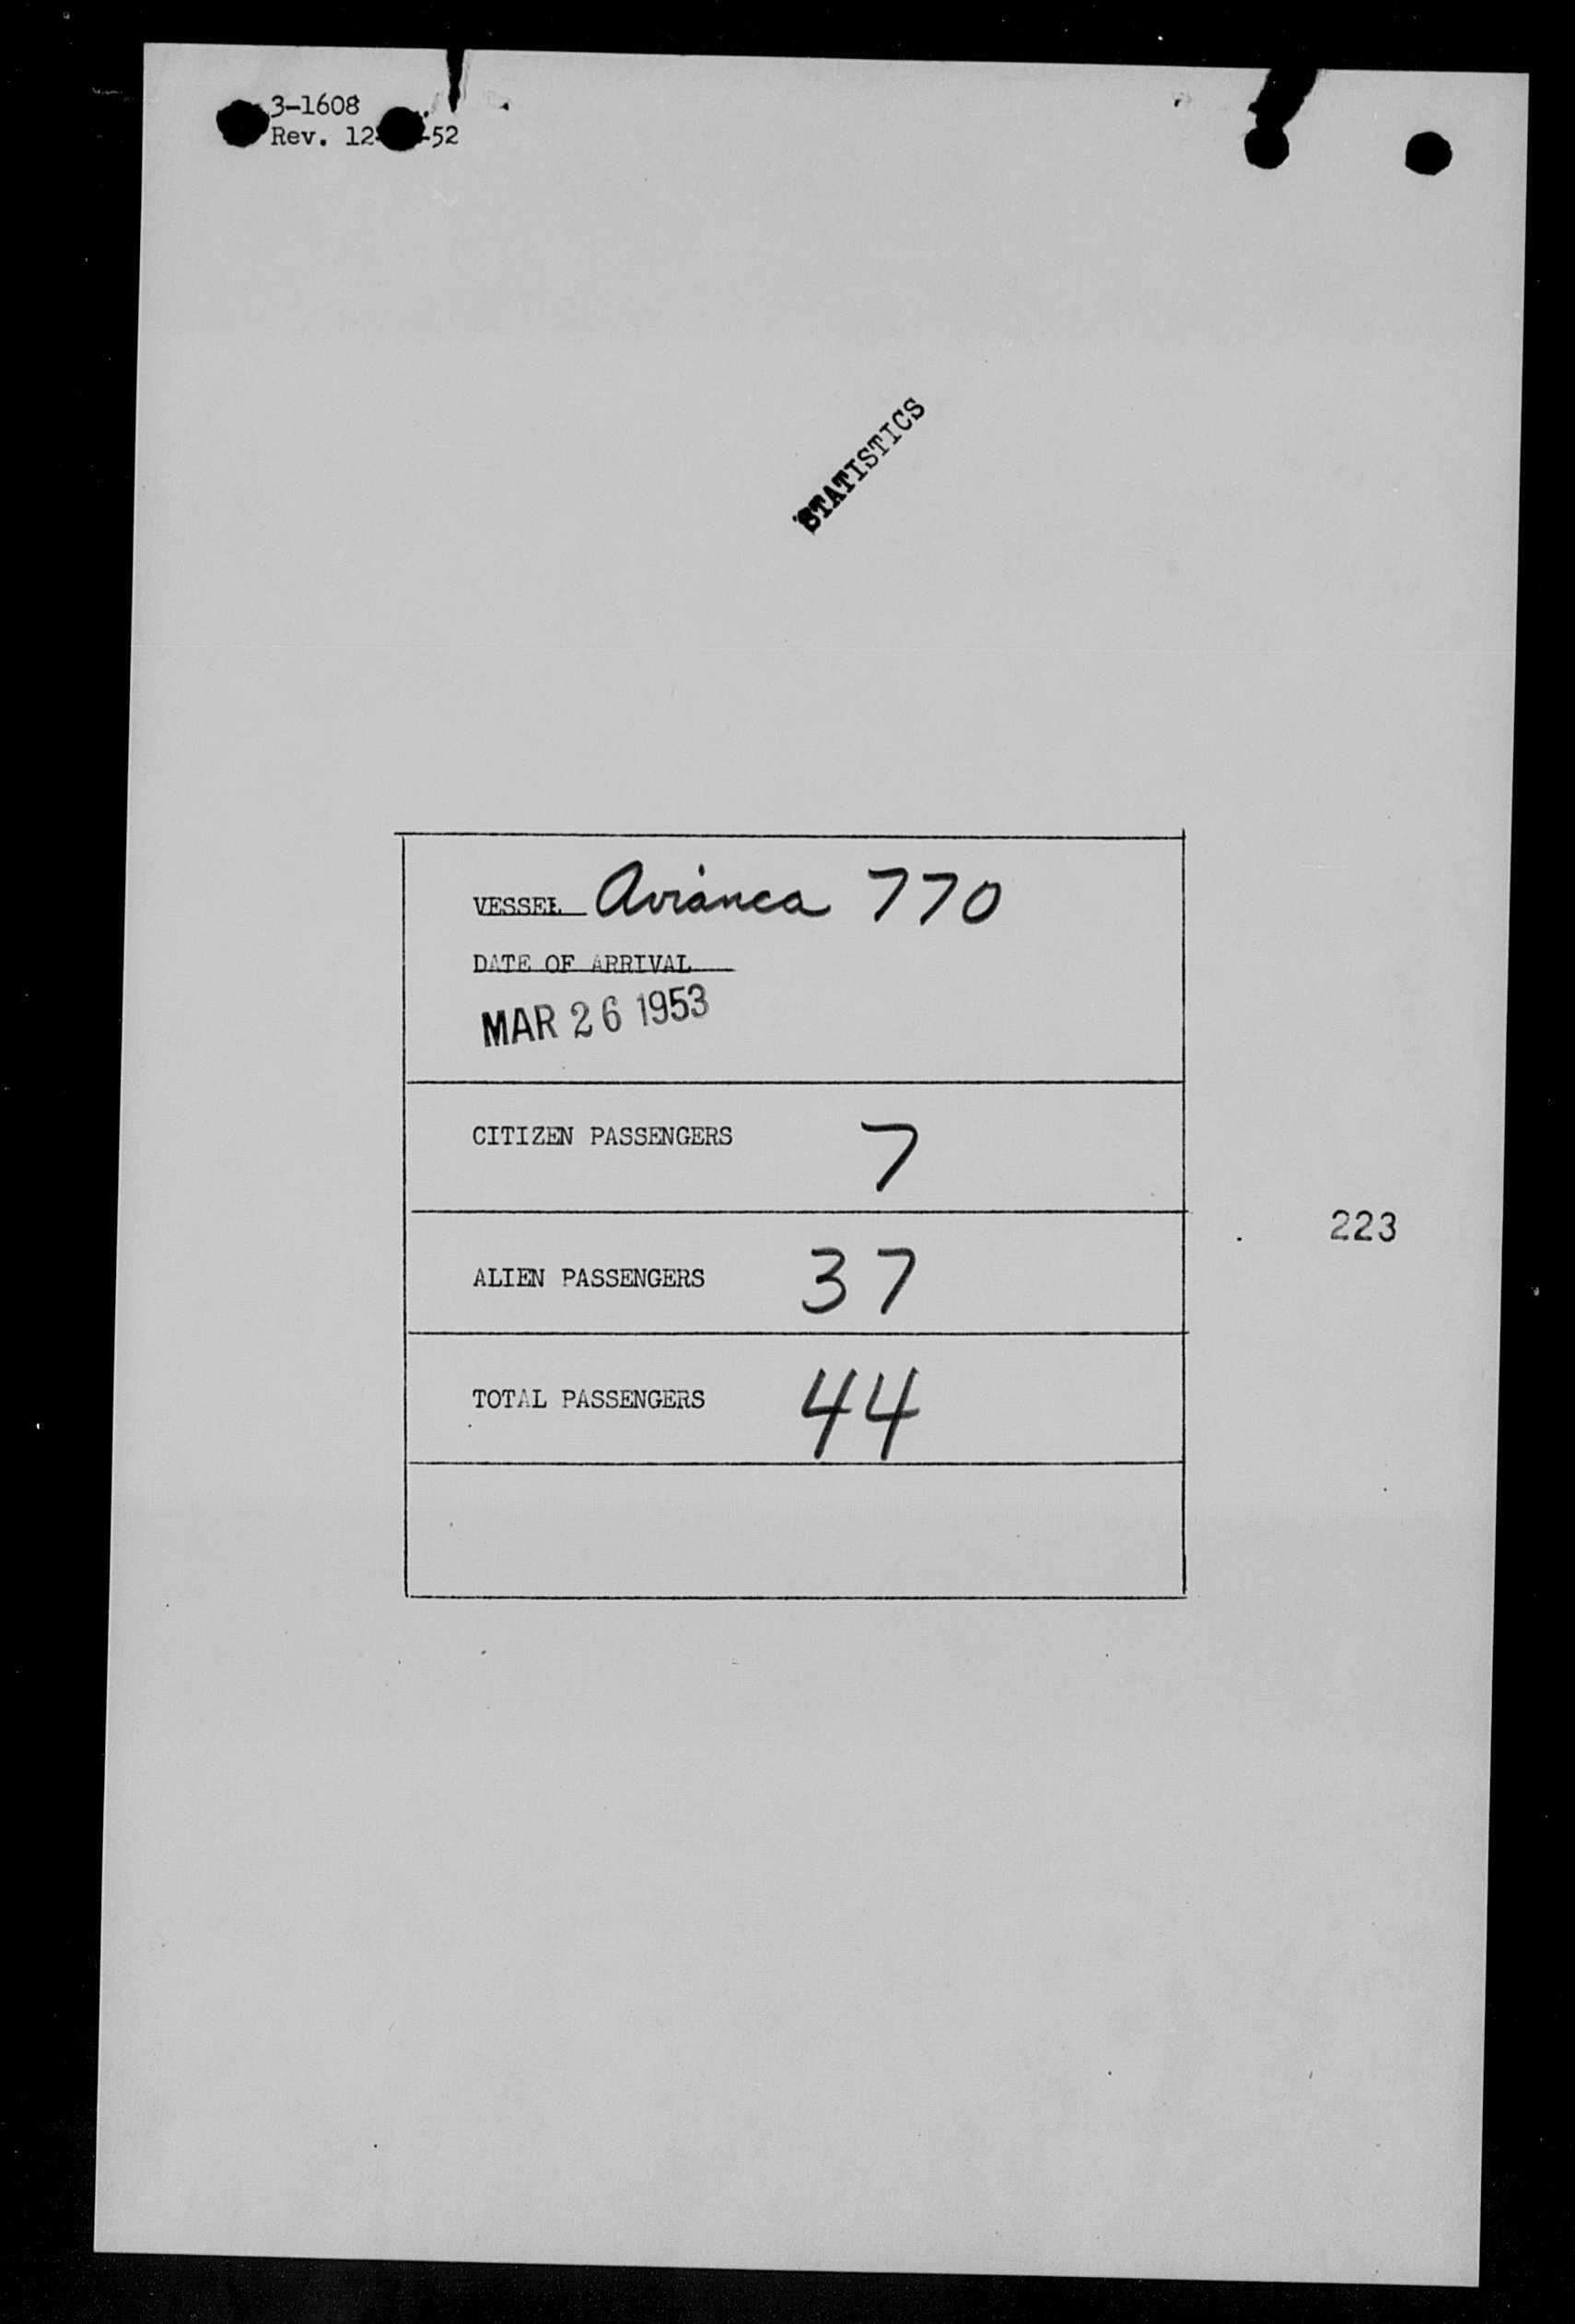 3-1608
Rev. 12- -52
STATISTICS
VESSEL Avianca 770
DATE OF ARRIVAL
MAR 26 1953
CITIZEN PASSENGERS 7
223
ALIEN PASSENGERS 37
TOTAL PASSENGERS 44